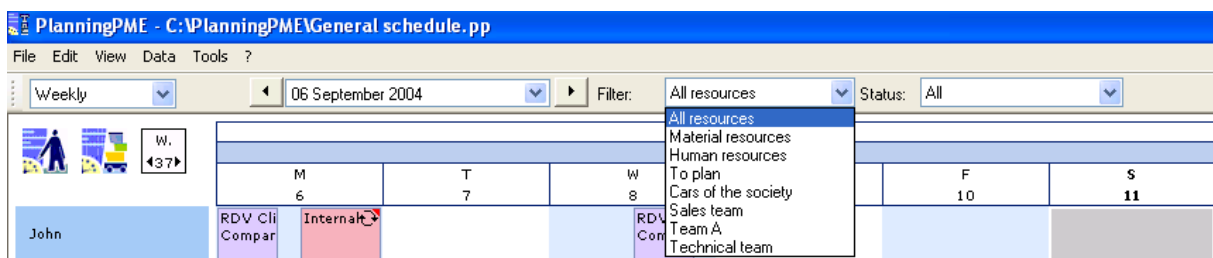 PlanningPME - C:\PlanningPME\General schedule.pp
File Edit View Data Tools ?
Weekly 06 September 2004 Filter: All resources Status: All
All resources
Material resources
Human resources
To plan
Cars of the society
Sales team
Team A
Technical team
W.
37
M T W F S
6 7 8 10 11
John
RDV Cli
Compar
Internal
RDV
Com